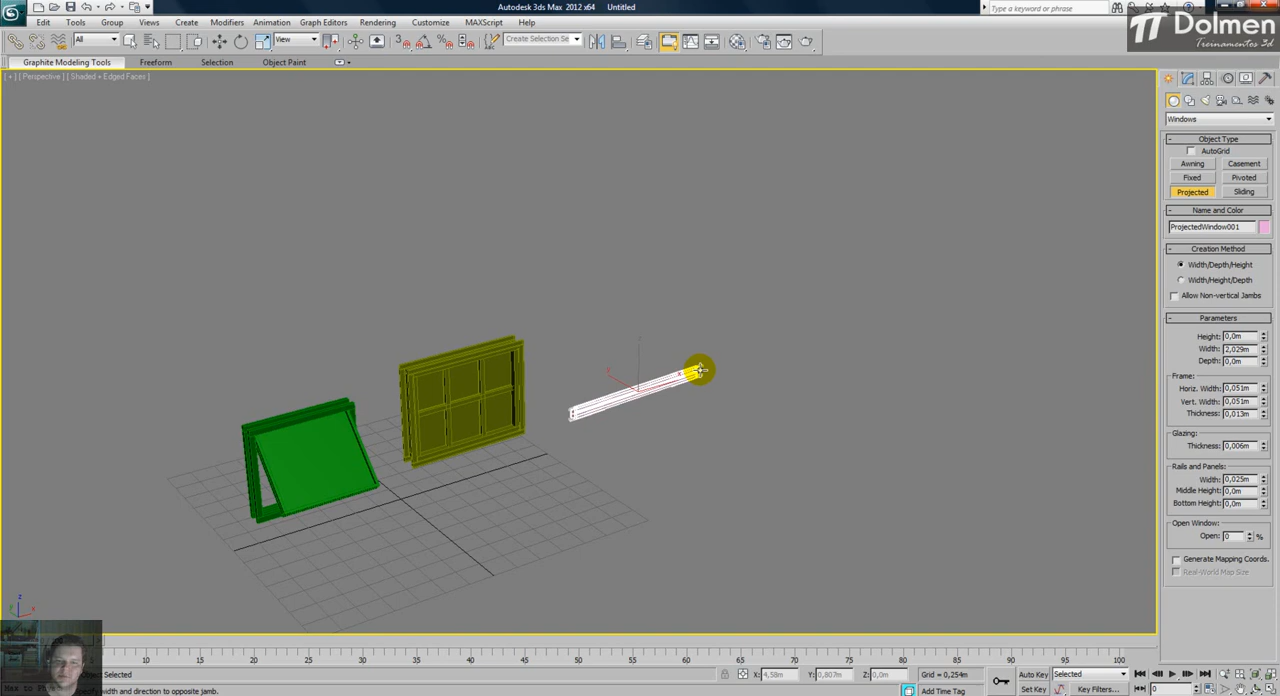 Autodesk 3ds Max 2012 x64 Untitled
Type a keyword or phrase
Edit Tools Group Views Create Modifiers Animation Graph Editors Rendering Customize MAXScript Help
Dolmen
Treinamentos 3d
All View Create Selection Se
Graphite Modeling Tools Freeform Selection Object Paint
[ + ] [ Perspective ] [ Shaded + Edged Faces ]
Windows
- Object Type
AutoGrid
Awning Casement
Fixed Pivoted
Projected Sliding
- Name and Color
ProjectedWindow001
- Creation Method
Width/Depth/Height
Width/Height/Depth
Allow Non-vertical Jambs
- Parameters
Height: 0,0m
Width: 2,029m
Depth: 0,0m
Frame:
Horiz. Width: 0,051m
Vert. Width: 0,051m
Thickness: 0,013m
Glazing:
Thickness: 0,006m
Rails and Panels:
Width: 0,025m
Middle Height: 0,0m
Bottom Height: 0,0m
Open Window:
Open: 0 %
Generate Mapping Coords.
Real-World Map Size
z
x
10 15 20 25 30 35 40 45 50 55 60 65 70 75 80 85 90 95 100
Object Selected X: 4,58m Y: 0,807m Z: 0,0m Grid = 0,254m Auto Key Selected
width and direction to opposite jamb. Add Time Tag Set Key Key Filters...